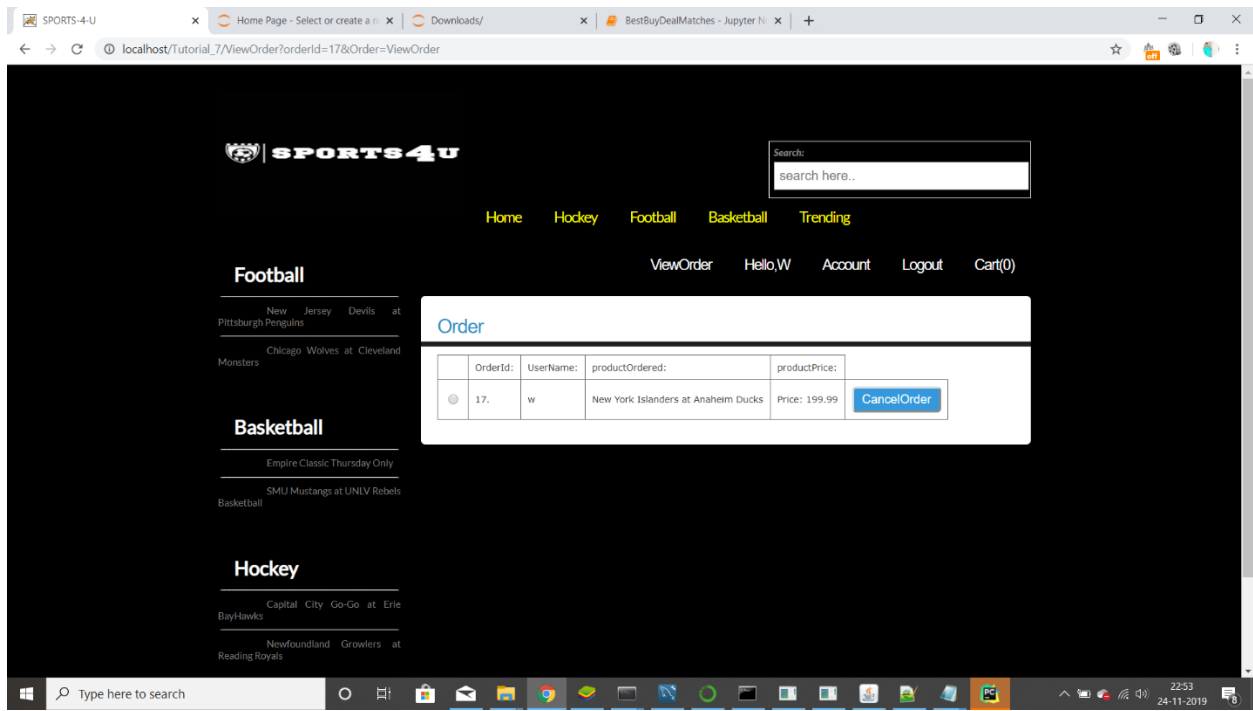 SPORTS-4-U
Home Page - Select or create a n
Downloads/
BestBuyDealMatches - Jupyter No
localhost/Tutorial_7/ViewOrder?orderId=17&Order=ViewOrder
off
SPORTS4U
Search:
search here..
Home Hockey Football Basketball Trending
ViewOrder Hello,W Account Logout Cart(0)
Football
New Jersey Devils at
Pittsburgh Penguins
Chicago Wolves at Cleveland
Monsters
Basketball
Empire Classic Thursday Only
SMU Mustangs at UNLV Rebels
Basketball
Hockey
Capital City Go-Go at Erie
BayHawks
Newfoundland Growlers at
Reading Royals
Order
OrderId: UserName: productOrdered: productPrice:
17. w New York Islanders at Anaheim Ducks Price: 199.99 CancelOrder
Type here to search
PC
22:53
24-11-2019
8